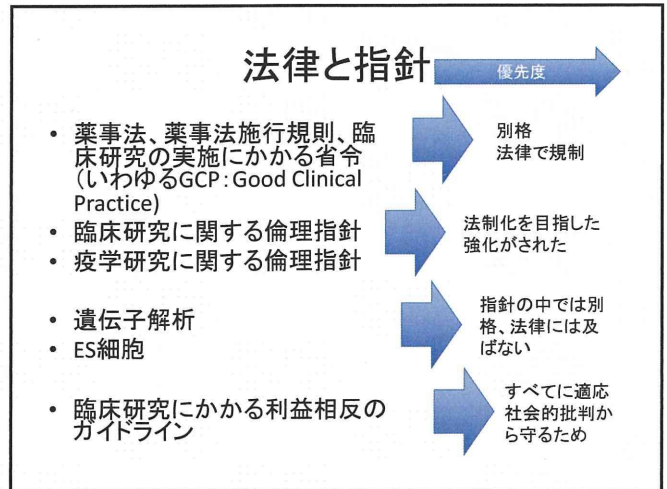 法律と指針
優先度
• 薬事法、薬事法施行規則、臨
床研究の実施にかかる省令
（いわゆるGCP：Good Clinical
Practice)
別格
法律で規制
• 臨床研究に関する倫理指針
• 疫学研究に関する倫理指針
法制化を目指した
強化がされた
• 遺伝子解析
• ES細胞
指針の中では別
格、法律には及
ばない
• 臨床研究にかかる利益相反の
ガイドライン
すべてに適応
社会的批判か
ら守るため